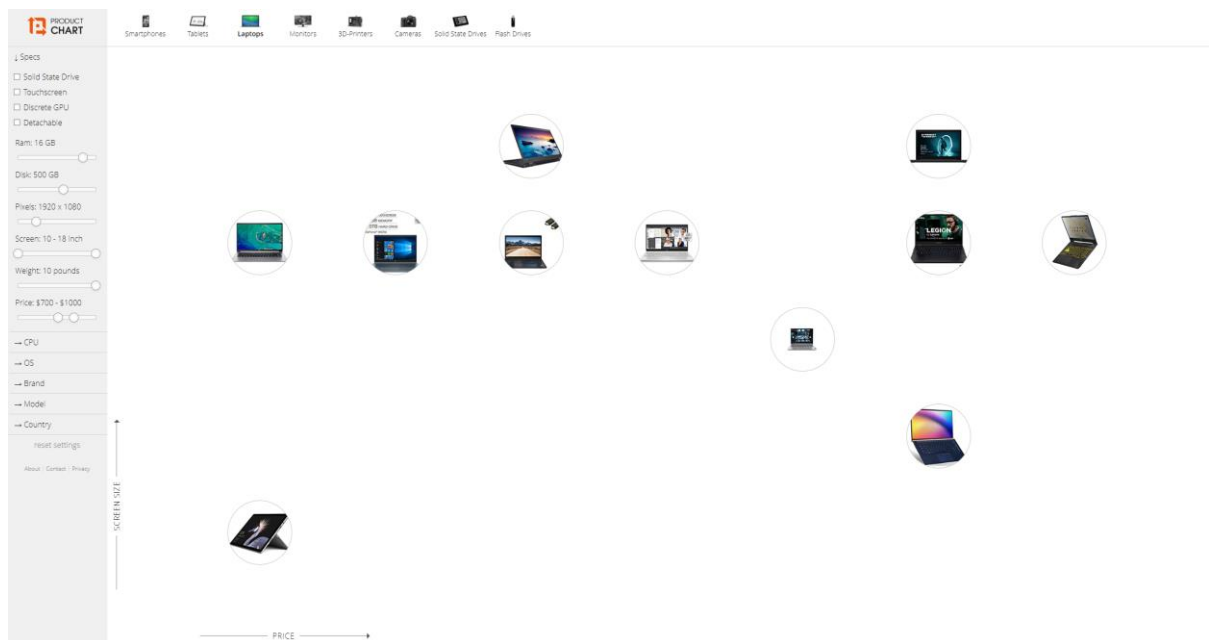 PRODUCT
CHART
Smartphones
Tablets
Laptops
Monitors
3D-Printers
Cameras
Solid State Drives
Flash Drives
↓ Specs
Solid State Drive
Touchscreen
Discrete GPU
Detachable
Ram: 16 GB
Disk: 500 GB
Pixels: 1920 x 1080
Screen: 10 - 18 inch
Weight: 10 pounds
Price: $700 - $1000
→ CPU
→ OS
→ Brand
→ Model
→ Country
reset settings
About | Contact | Privacy
LEGION
SCREEN SIZE
PRICE